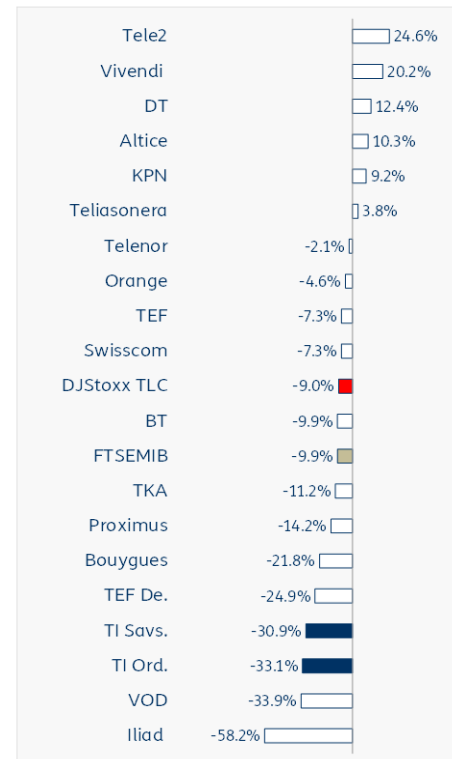 Tele2 24.6%
Vivendi 20.2%
DT 12.4%
Altice 10.3%
KPN 9.2%
Teliasonera 3.8%
Telenor -2.1%
Orange -4.6%
TEF -7.3%
Swisscom -7.3%
DJStoxx TLC -9.0%
BT -9.9%
FTSEMIB -9.9%
TKA -11.2%
Proximus -14.2%
Bouygues -21.8%
TEF De. -24.9%
TI Savs. -30.9%
TI Ord. -33.1%
VOD -33.9%
Iliad -58.2%